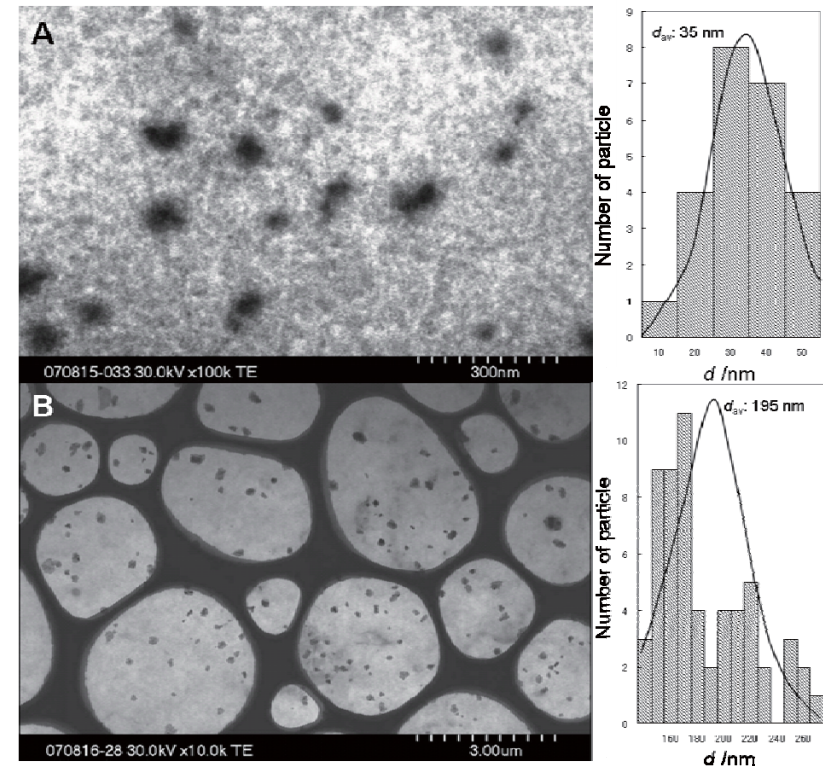 A
070815-033 30.0kV x100k TE
300nm
d av: 35 nm
Number of particle
9
8
7
6
5
4
3
2
1
0
10 20 30 40 50
d /nm
B
070816-28 30.0kV x10.0k TE
3.00um
d av: 195 nm
Number of particle
12
10
8
6
4
2
0
160 180 200 220 240 260
d /nm